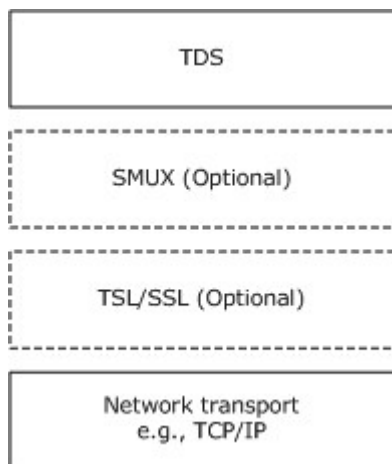 TDS
SMUX (Optional)
TSL/SSL (Optional)
Network transport
e.g., TCP/IP